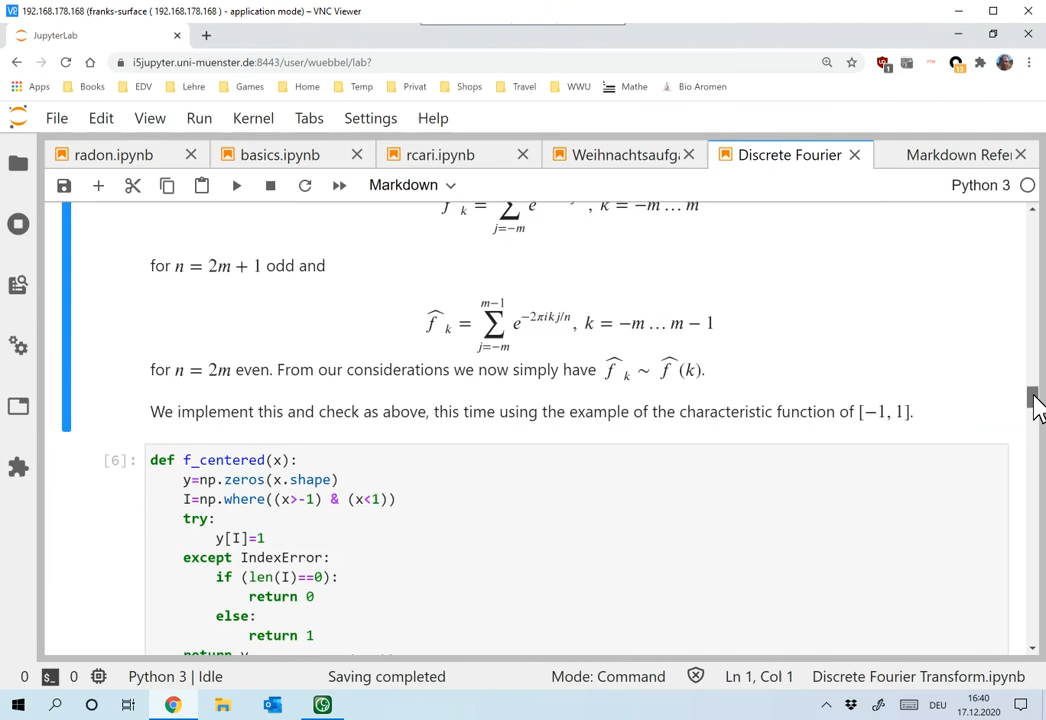 192.168.178.168 (franks-surface ( 192.168.178.168 ) - application mode) - VNC Viewer
JupyterLab
i5jupyter.uni-muenster.de:8443/user/wuebbel/lab?
Apps Books EDV Lehre Games Home Temp Privat Shops Travel WWU Mathe Bio Aromen
File Edit View Run Kernel Tabs Settings Help
radon.ipynb basics.ipynb rcari.ipynb Weihnachtsaufga Discrete Fourier Markdown Refer
Markdown Python 3
j=−m , k = −m … m
for n = 2m + 1 odd and
f̂ k = ∑_{j=−m}^{m−1} e^{−2πikj/n}, k = −m … m − 1
for n = 2m even. From our considerations we now simply have f̂ k ∼ f̂ (k).
We implement this and check as above, this time using the example of the characteristic function of [−1, 1].
[6]: def f_centered(x):
y=np.zeros(x.shape)
I=np.where((x>-1) & (x<1))
try:
y[I]=1
except IndexError:
if (len(I)==0):
return 0
else:
return 1
return y
0 $_ 0 Python 3 | Idle Saving completed Mode: Command Ln 1, Col 1 Discrete Fourier Transform.ipynb
DEU 16:40
17.12.2020